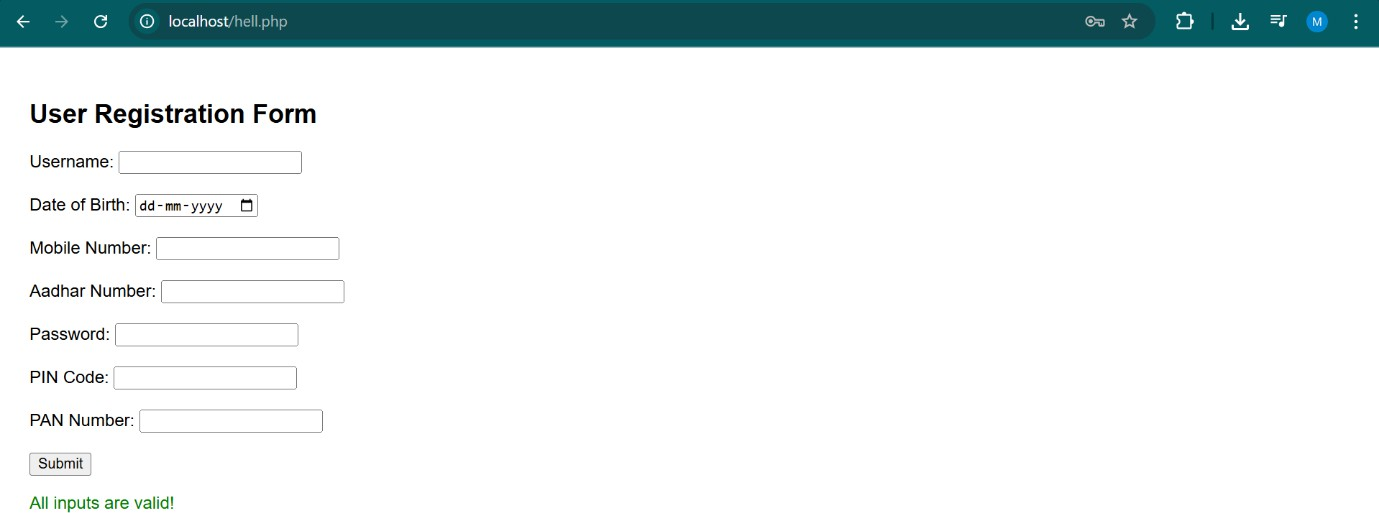 localhost/hell.php
M
User Registration Form
Username:
Date of Birth: dd-mm-yyyy
Mobile Number:
Aadhar Number:
Password:
PIN Code:
PAN Number:
Submit
All inputs are valid!